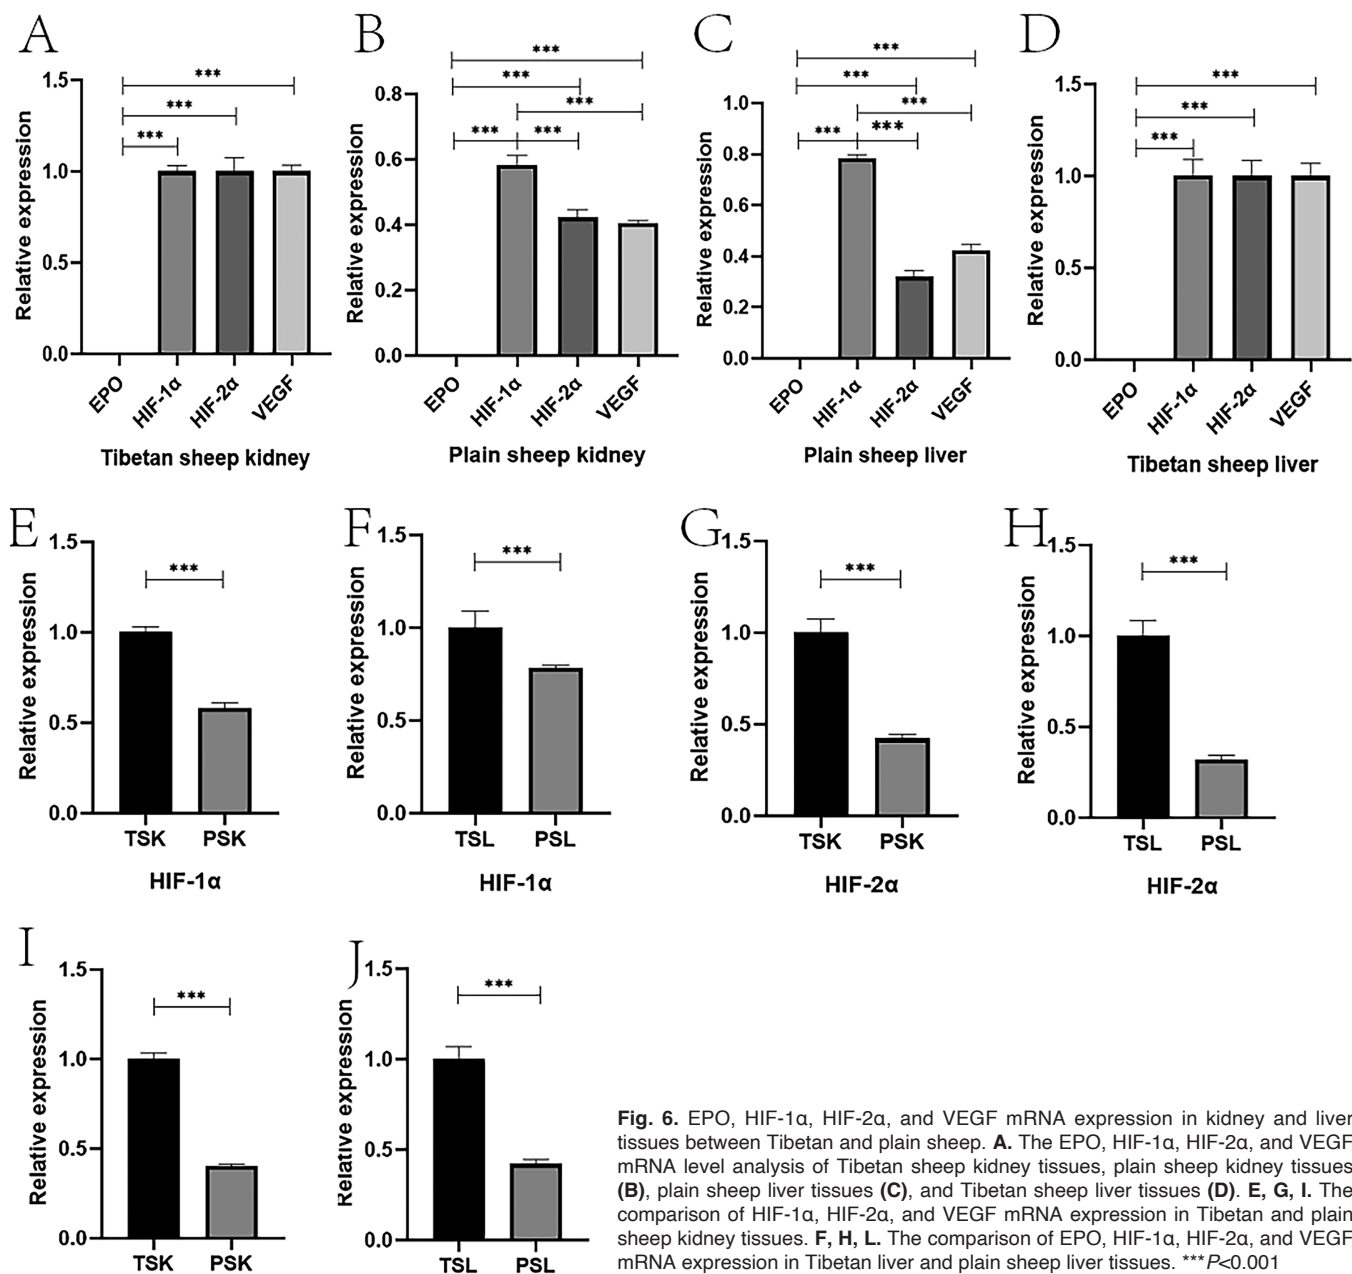 A
B
C
D
***
***
***
1.5
1.0
0.5
0.0
Relative expression
EPO
HIF-1α
HIF-2α
VEGF
Tibetan sheep kidney
***
***
***
***
***
0.8
0.6
0.4
0.2
0.0
Relative expression
EPO
HIF-1α
HIF-2α
VEGF
Plain sheep kidney
***
***
***
***
***
1.0
0.8
0.6
0.4
0.2
0.0
Relative expression
EPO
HIF-1α
HIF-2α
VEGF
Plain sheep liver
***
***
***
1.5
1.0
0.5
0.0
Relative expression
EPO
HIF-1α
HIF-2α
VEGF
Tibetan sheep liver
E
1.5
1.0
0.5
0.0
Relative expression
***
TSK PSK
HIF-1α
F
1.5
1.0
0.5
0.0
Relative expression
***
TSL PSL
HIF-1α
G
1.5
1.0
0.5
0.0
Relative expression
***
TSK PSK
HIF-2α
H
1.5
1.0
0.5
0.0
Relative expression
***
TSL PSL
HIF-2α
I
1.5
1.0
0.5
0.0
Relative expression
***
TSK PSK
J
1.5
1.0
0.5
0.0
Relative expression
***
TSL PSL
Fig. 6. EPO, HIF-1α, HIF-2α, and VEGF mRNA expression in kidney and liver
tissues between Tibetan and plain sheep. A. The EPO, HIF-1α, HIF-2α, and VEGF
mRNA level analysis of Tibetan sheep kidney tissues, plain sheep kidney tissues
(B), plain sheep liver tissues (C), and Tibetan sheep liver tissues (D). E, G, I. The
comparison of HIF-1α, HIF-2α, and VEGF mRNA expression in Tibetan and plain
sheep kidney tissues. F, H, L. The comparison of EPO, HIF-1α, HIF-2α, and VEGF
mRNA expression in Tibetan liver and plain sheep liver tissues. ***P<0.001